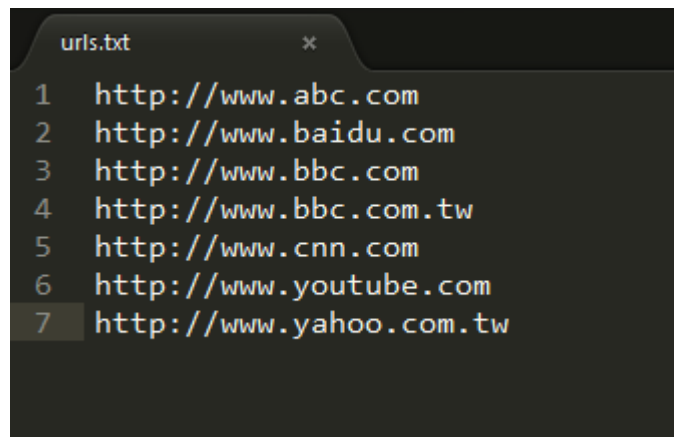 urls.txt ×
1 http://www.abc.com
2 http://www.baidu.com
3 http://www.bbc.com
4 http://www.bbc.com.tw
5 http://www.cnn.com
6 http://www.youtube.com
7 http://www.yahoo.com.tw